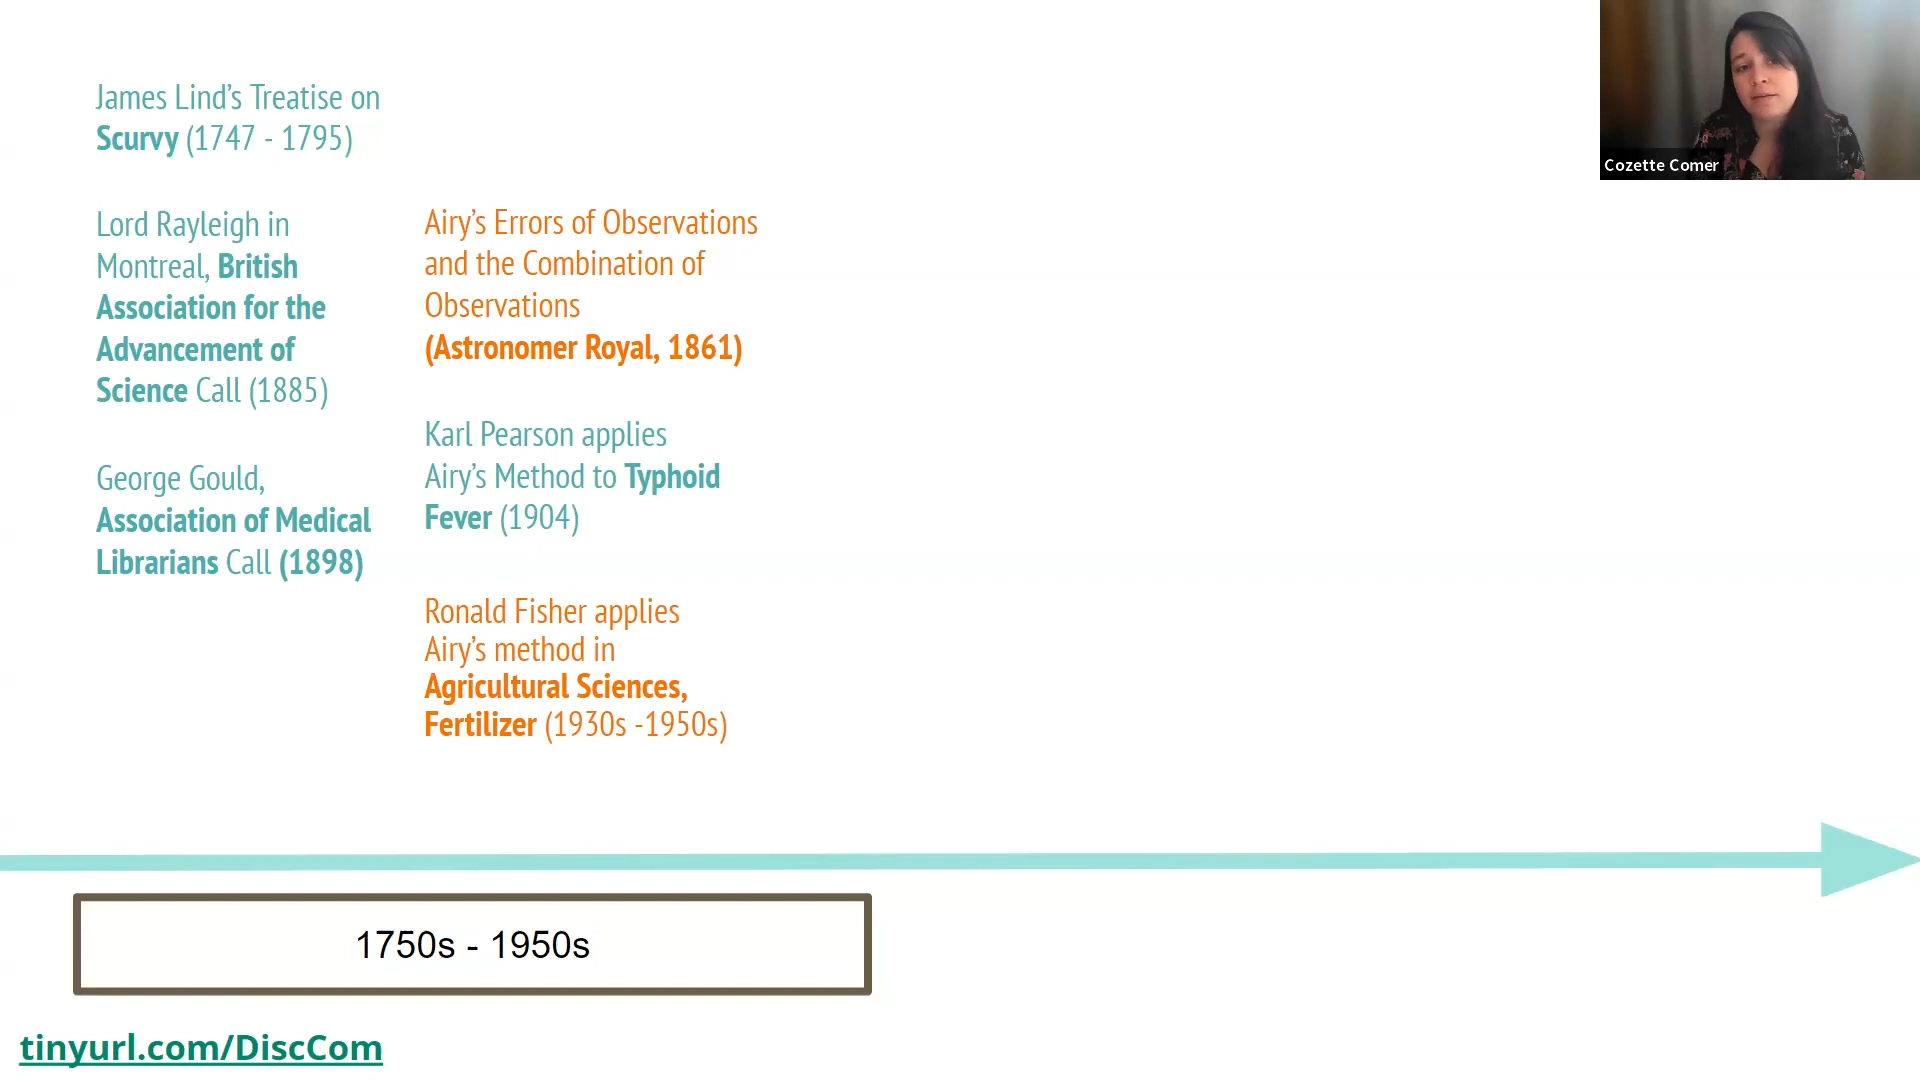 James Lind’s Treatise on
Scurvy (1747 - 1795)
Lord Rayleigh in
Montreal, British
Association for the
Advancement of
Science Call (1885)
George Gould,
Association of Medical
Librarians Call (1898)
Airy’s Errors of Observations
and the Combination of
Observations
(Astronomer Royal, 1861)
Karl Pearson applies
Airy’s Method to Typhoid
Fever (1904)
Ronald Fisher applies
Airy’s method in
Agricultural Sciences,
Fertilizer (1930s -1950s)
Cozette Comer
1750s - 1950s
tinyurl.com/DiscCom